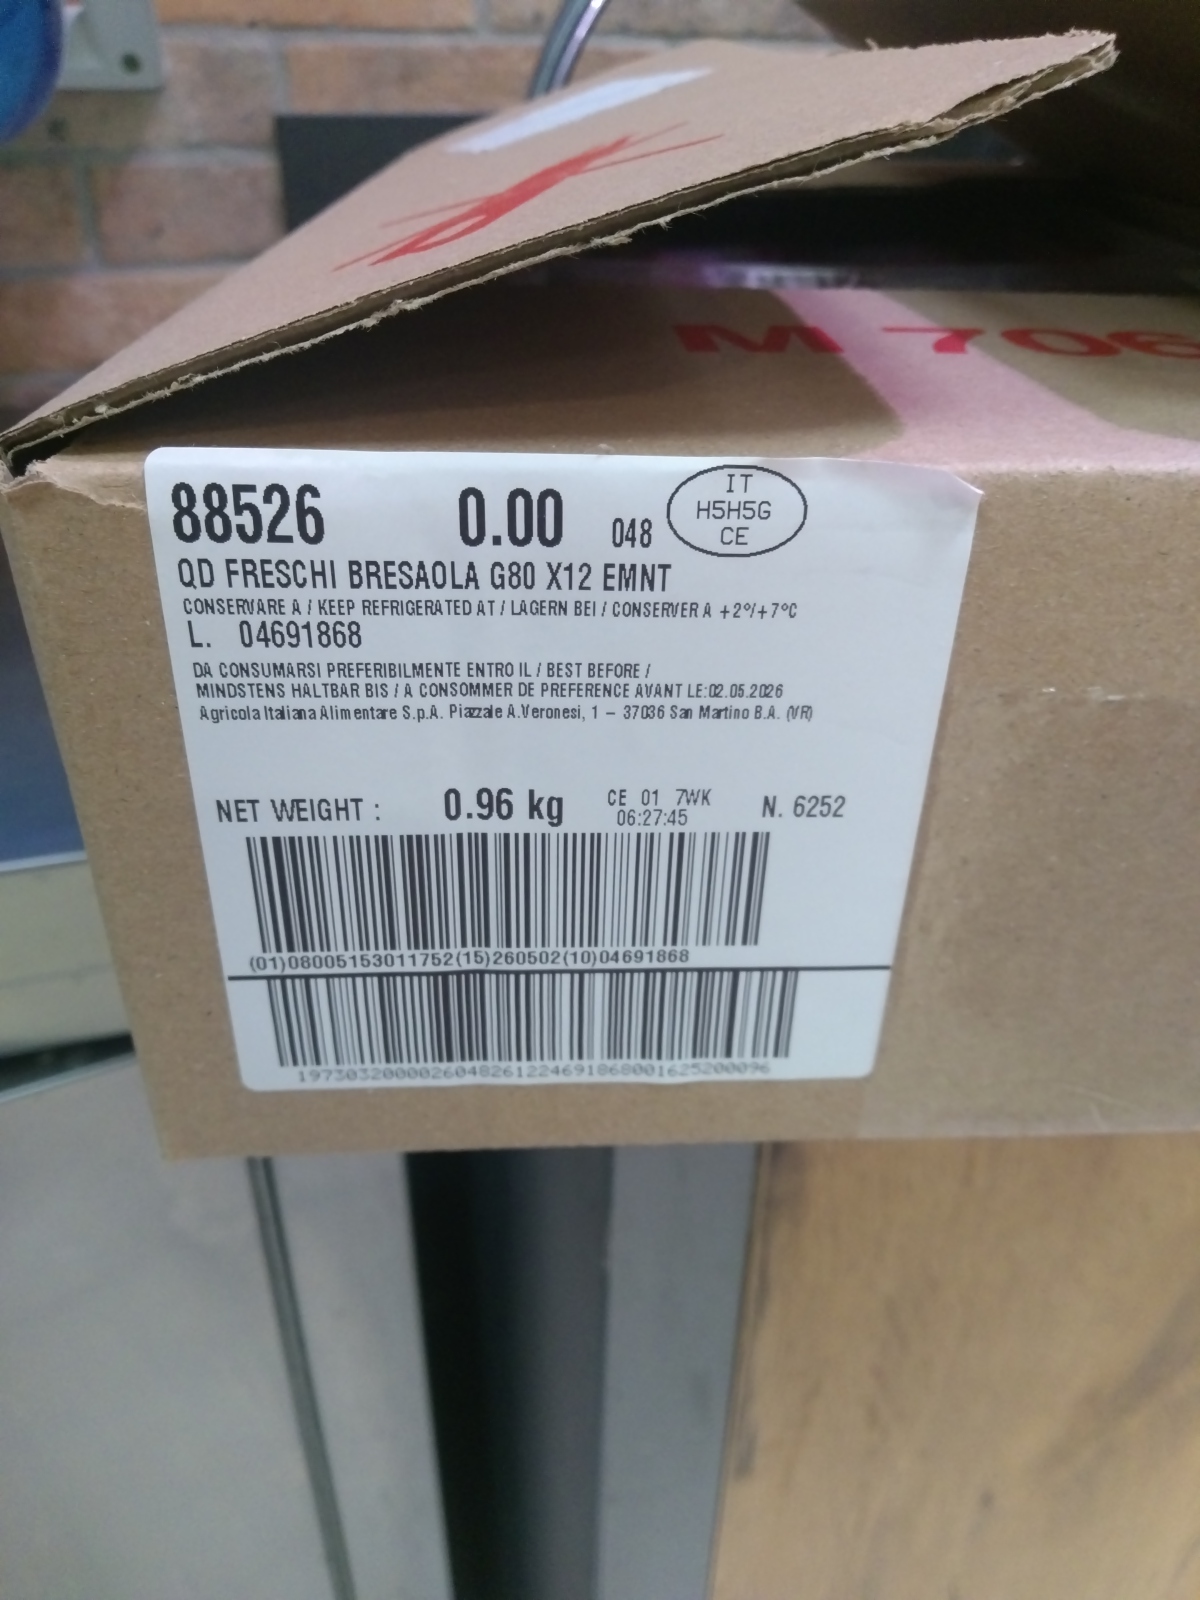 M 706
88526 0.00 048
IT
H5H5G
CE
QD FRESCHI BRESAOLA G80 X12 EMNT
CONSERVARE A / KEEP REFRIGERATED AT / LAGERN BEI / CONSERVER A +2°/+7°C
L. 04691868
DA CONSUMARSI PREFERIBILMENTE ENTRO IL / BEST BEFORE /
MINDSTENS HALTBAR BIS / A CONSOMMER DE PREFERENCE AVANT LE:02.05.2026
Agricola Italiana Alimentare S.p.A. Piazzale A.Veronesi, 1 – 37036 San Martino B.A. (VR)
NET WEIGHT : 0.96 kg CE 01 7WK N. 6252
06:27:45
(01)08005153011752(15)260502(10)04691868
1973032000026048261224691868001625200096